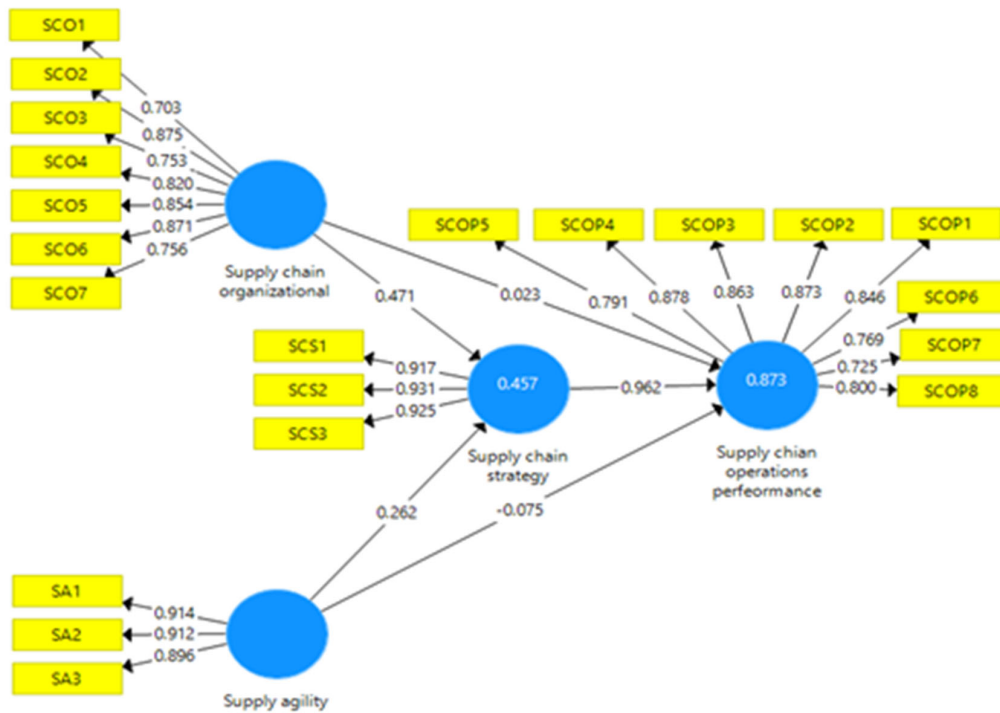 SCO1
SCO2
SCO3
SCO4
SCO5
SCO6
SCO7
0.703
0.875
0.753
0.820
0.854
0.871
0.756
Supply chain
organizational
0.471
0.023
SCOP5
SCOP4
SCOP3
SCOP2
SCOP1
0.791
0.878
0.863
0.873
0.846
SCOP6
SCOP7
SCOP8
0.769
0.725
0.800
SCS1
SCS2
SCS3
0.917
0.931
0.925
0.457
0.962
0.873
Supply chain
strategy
Supply chian
operations
perfeormance
0.262
-0.075
SA1
SA2
SA3
0.914
0.912
0.896
Supply agility